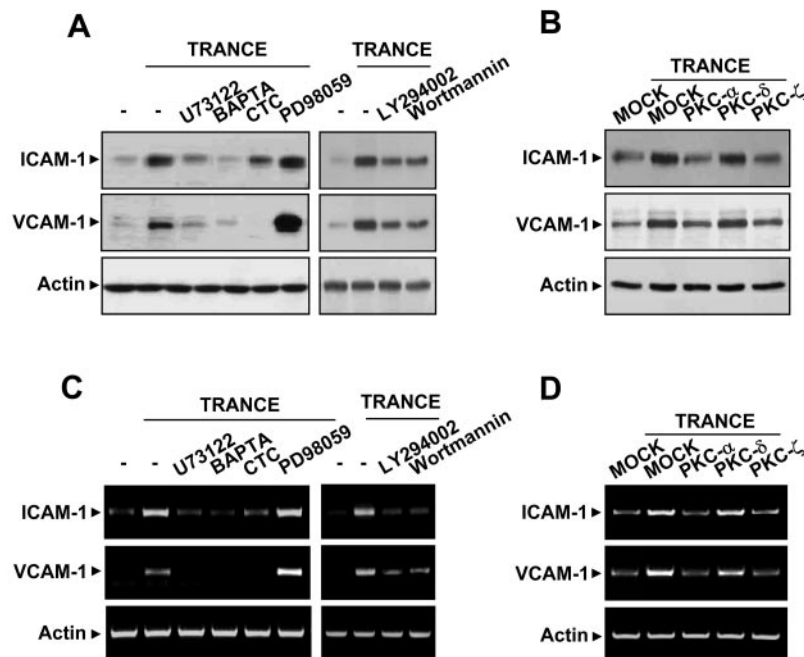 A
TRANCE
TRANCE
- - U73122 BAPTA CTC PD98059
- - LY294002 Wortmannin
ICAM-1
VCAM-1
Actin
B
TRANCE
MOCK MOCK PKC-α PKC-δ PKC-ζ
ICAM-1
VCAM-1
Actin
C
TRANCE
TRANCE
- - U73122 BAPTA CTC PD98059
- - LY294002 Wortmannin
ICAM-1
VCAM-1
Actin
D
TRANCE
MOCK MOCK PKC-α PKC-δ PKC-ζ
ICAM-1
VCAM-1
Actin